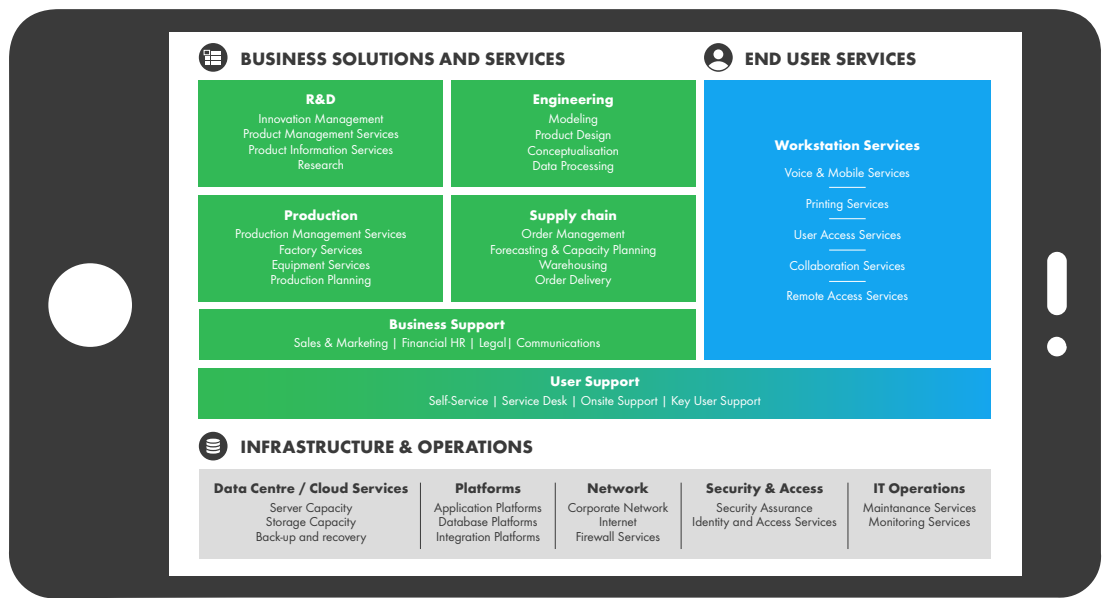 BUSINESS SOLUTIONS AND SERVICES
R&D
Innovation Management
Product Management Services
Product Information Services
Research
Engineering
Modeling
Product Design
Conceptualisation
Data Processing
Production
Production Management Services
Factory Services
Equipment Services
Production Planning
Supply chain
Order Management
Forecasting & Capacity Planning
Warehousing
Order Delivery
Business Support
Sales & Marketing | Financial HR | Legal| Communications
END USER SERVICES
Workstation Services
Voice & Mobile Services
Printing Services
User Access Services
Collaboration Services
Remote Access Services
User Support
Self-Service | Service Desk | Onsite Support | Key User Support
INFRASTRUCTURE & OPERATIONS
Data Centre / Cloud Services
Server Capacity
Storage Capacity
Back-up and recovery
Platforms
Application Platforms
Database Platforms
Integration Platforms
Network
Corporate Network
Internet
Firewall Services
Security & Access
Security Assurance
Identity and Access Services
IT Operations
Maintanance Services
Monitoring Services